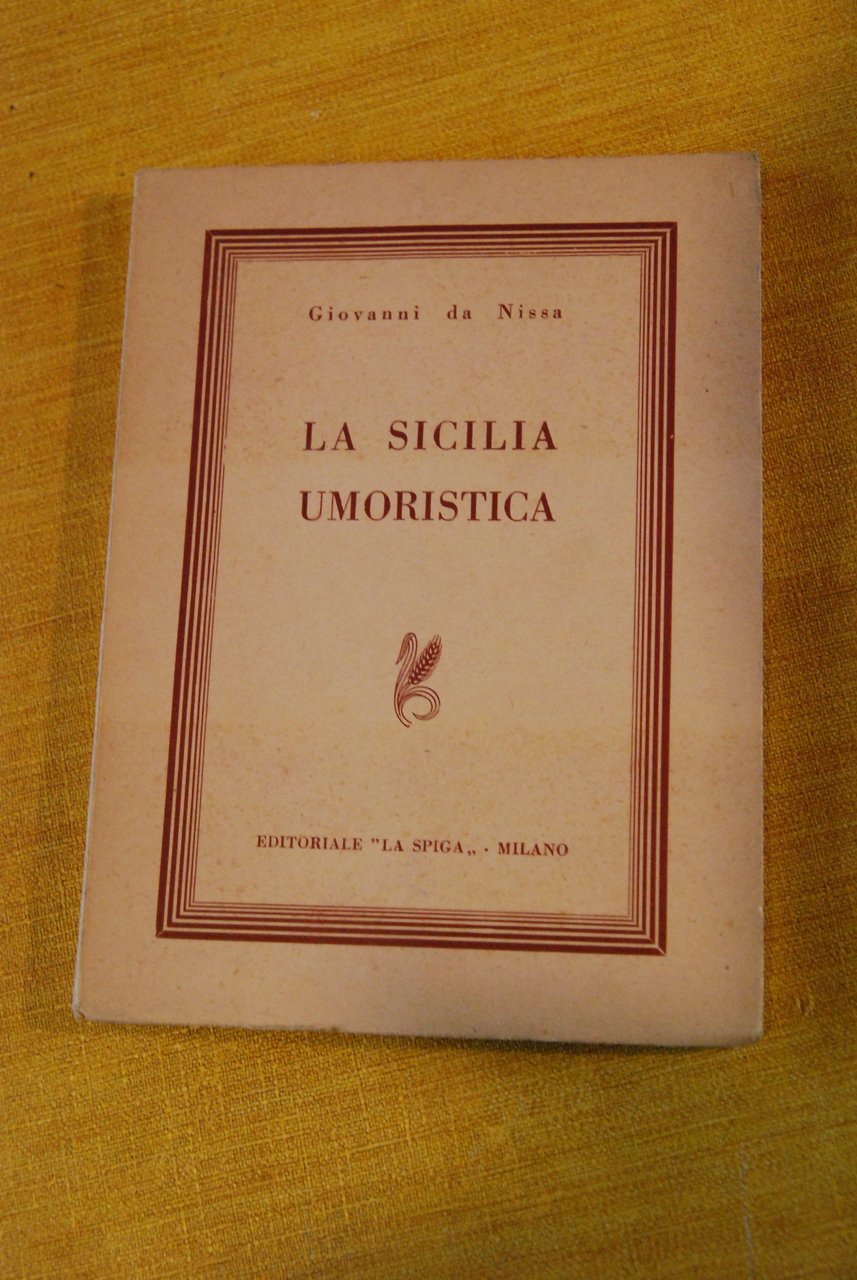 Giovanni da Nissa
LA SICILIA
UMORISTICA
EDITORIALE "LA SPIGA„ - MILANO